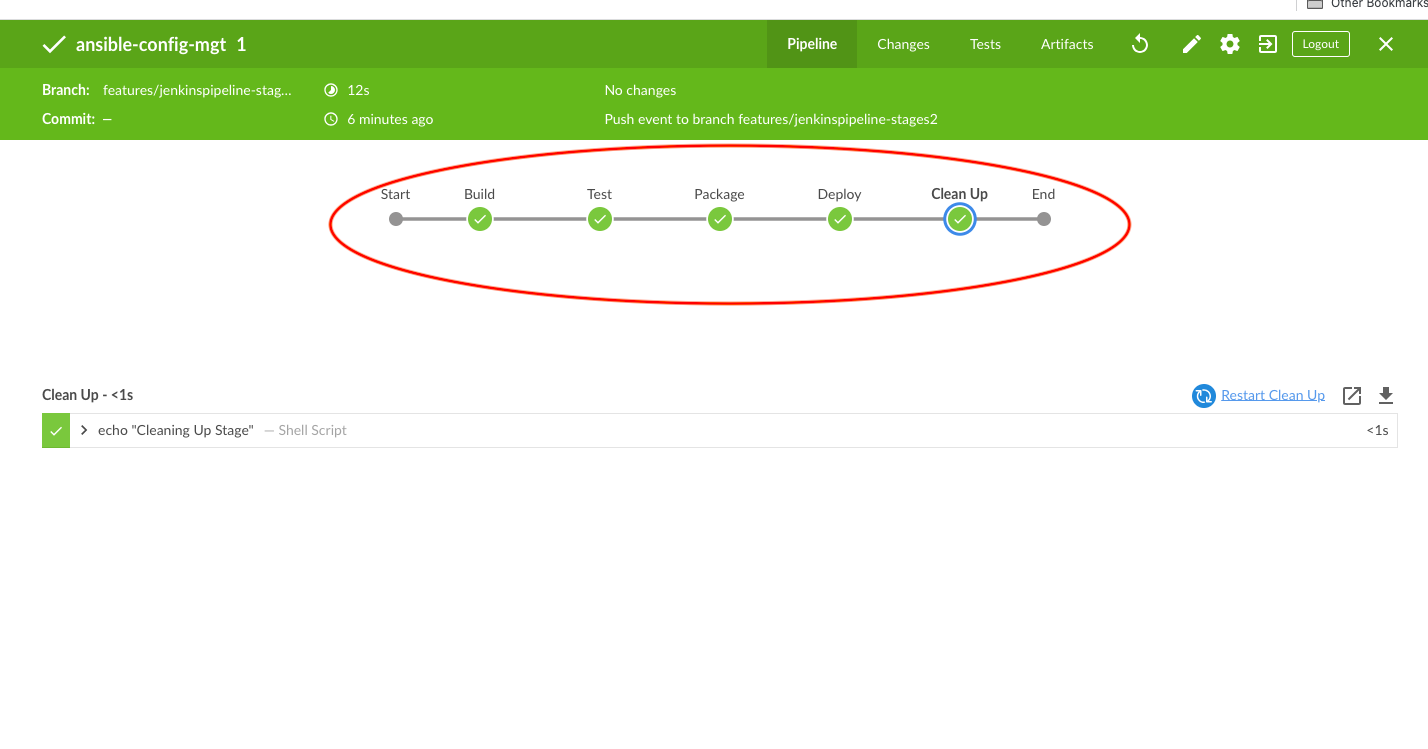 Other Bookmarks
ansible-config-mgt 1 Pipeline Changes Tests Artifacts Logout
Branch: features/jenkinspipeline-stag... 12s No changes
Commit: — 6 minutes ago Push event to branch features/jenkinspipeline-stages2
Start Build Test Package Deploy Clean Up End
Clean Up - <1s Restart Clean Up
echo "Cleaning Up Stage" — Shell Script <1s